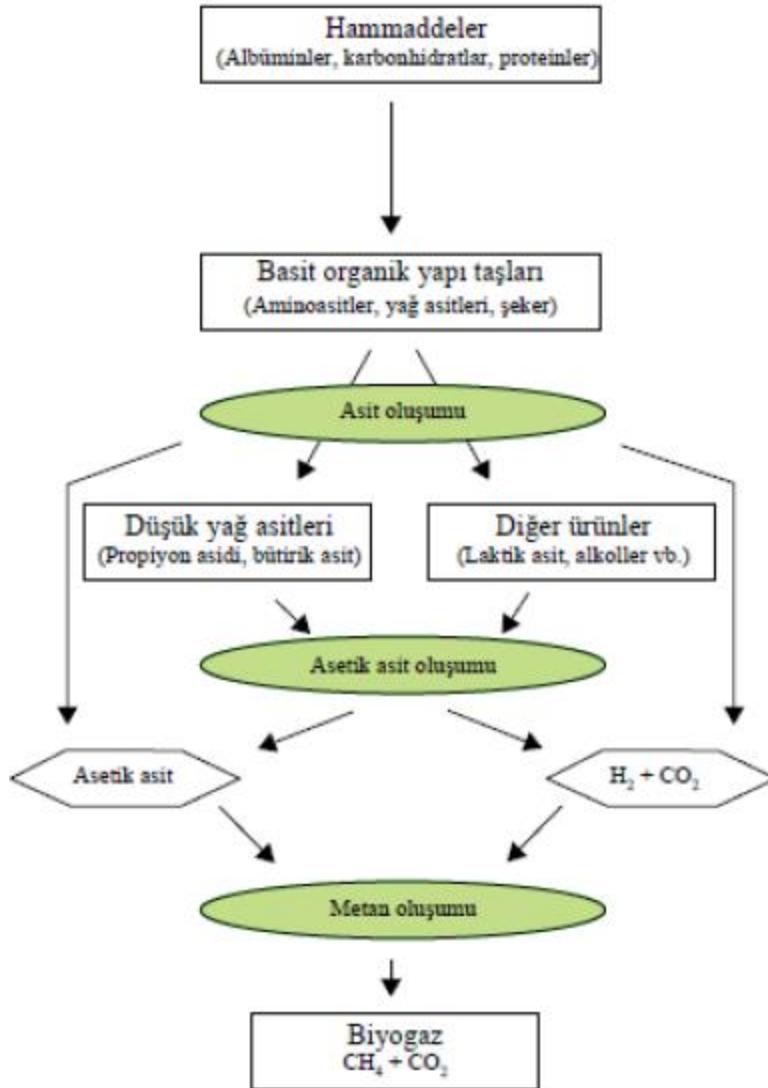 Hammaddeler
(Albüminler, karbonhidratlar, proteinler)
Basit organik yapı taşları
(Aminoasitler, yağ asitleri, şeker)
Asit oluşumu
Düşük yağ asitleri
(Propiyon asidi, bütirik asit)
Diğer ürünler
(Laktik asit, alkoller vb.)
Asetik asit oluşumu
Asetik asit
H₂ + CO₂
Metan oluşumu
Biyogaz
CH₄ + CO₂